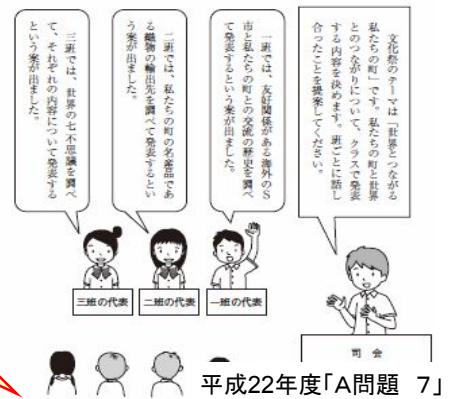 文化祭のテーマは「世界とつながる
私たちの町」です。私たちの町と世界
とのつながりについて、クラスで発表
する内容を決めます。班ごとに話し
合ったことを提案してください。
一班では、友好関係がある海外のS
市と私たちの町との交流の歴史を調べ
て発表するという案が出ました。
二班では、私たちの町の名産品であ
る織物の輸出先を調べて発表するとい
う案が出ました。
三班では、世界の七不思議を調べ
て、それぞれの内容について発表する
という案が出ました。
三班の代表
二班の代表
一班の代表
司会
平成22年度「A問題 7」